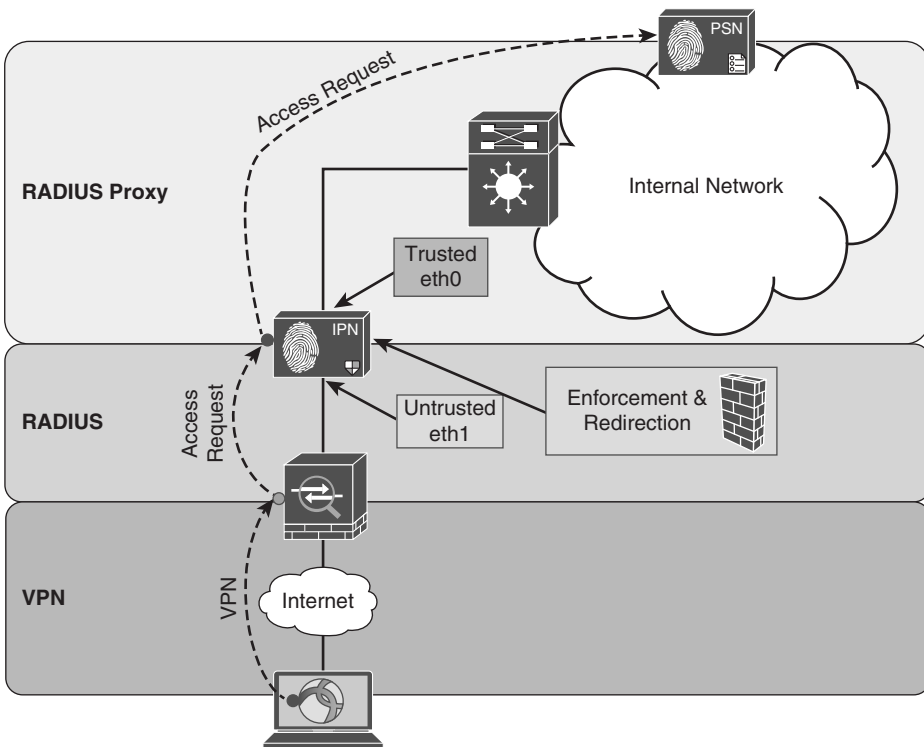 PSN
Access Request
RADIUS Proxy
Internal Network
Trusted
eth0
IPN
RADIUS
Access
Request
Untrusted
eth1
Enforcement &
Redirection
VPN
VPN
Internet